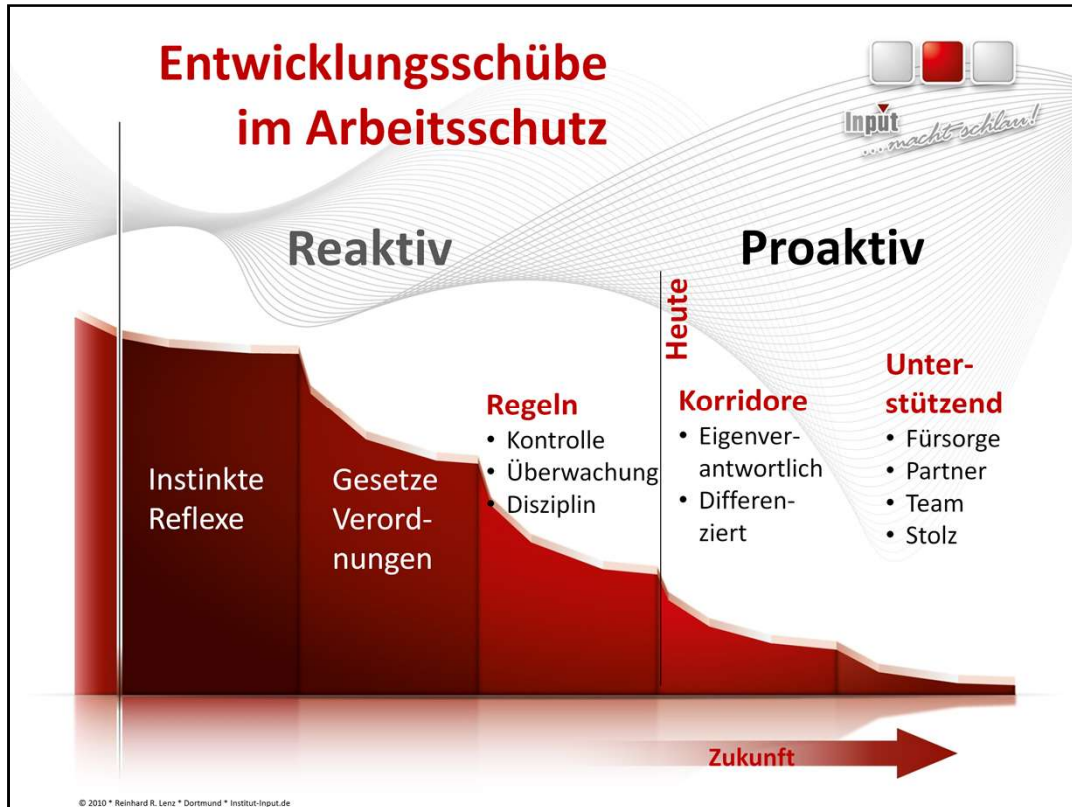 Entwicklungsschübe
im Arbeitsschutz
Input
...macht schlau!
Reaktiv
Proaktiv
Heute
Instinkte
Reflexe
Gesetze
Verord-
nungen
Regeln
• Kontrolle
• Überwachung
• Disziplin
Korridore
• Eigenver-
antwortlich
• Differen-
ziert
Unter-
stützend
• Fürsorge
• Partner
• Team
• Stolz
Zukunft
© 2010 * Reinhard R. Lenz * Dortmund * Institut-Input.de